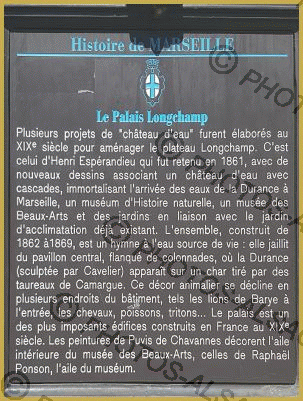 Histoire de MARSEILLE
Le Palais Longchamp
Plusieurs projets de "château d'eau" furent élaborés au
XIXe siècle pour aménager le plateau Longchamp. C'est
celui d'Henri Espérandieu qui fut retenu en 1861, avec de
nouveaux dessins associant un château d'eau avec
cascades, immortalisant l'arrivée des eaux de la Durance à
Marseille, un muséum d'Histoire naturelle, un musée des
Beaux-Arts et des jardins en liaison avec le jardin
d'acclimatation existant. L'ensemble, construit de
1862 à 1869, est un hymne à l'eau source de vie : elle jaillit
du pavillon central, flanqué de colonnades, où la Durance
(sculptée par Cavelier) apparaît sur un char tiré par des
taureaux de Camargue. Ce décor animalier se décline en
plusieurs endroits du bâtiment, tels les lions de Barye à
l'entrée, les chevaux, poissons, tritons... Le palais est un
des plus imposants édifices construits en France au XIXe
siècle. Les peintures de Puvis de Chavannes décorent l'aile
intérieure du musée des Beaux-Arts, celles de Raphaël
Ponson, l'aile du muséum.
© PHOTOS-ALSACE